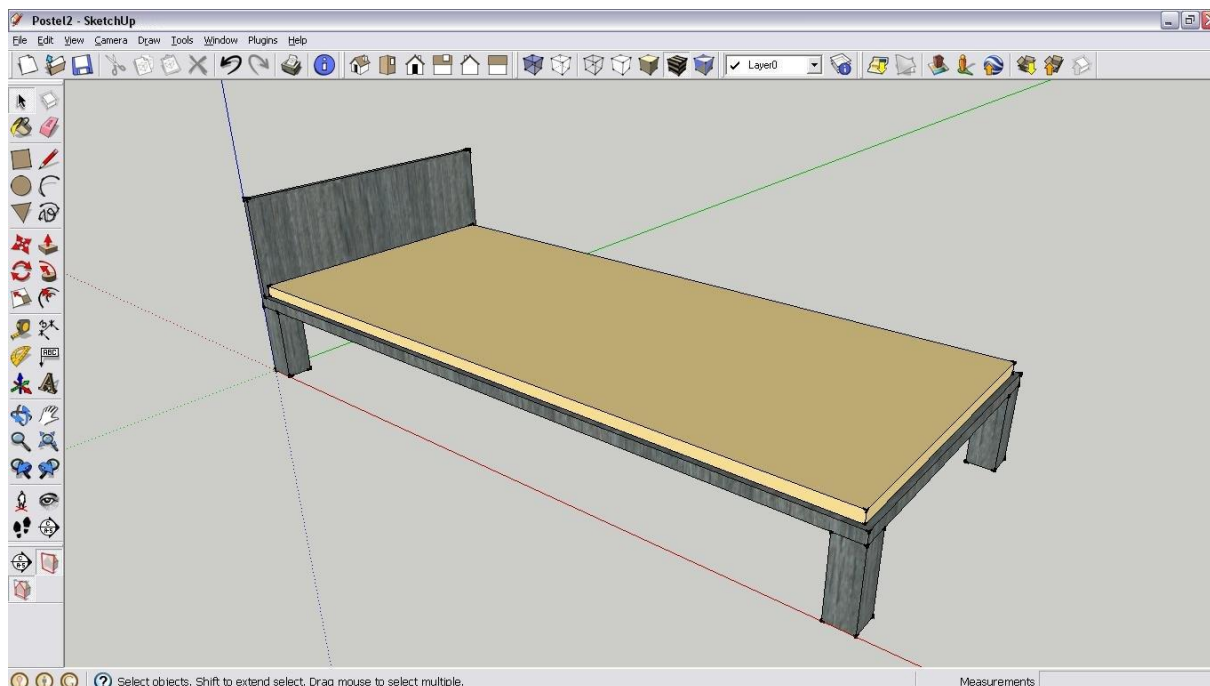 Postel2 - SketchUp
File Edit View Camera Draw Tools Window Plugins Help
Layer0
ABC
Select objects. Shift to extend select. Drag mouse to select multiple.
Measurements